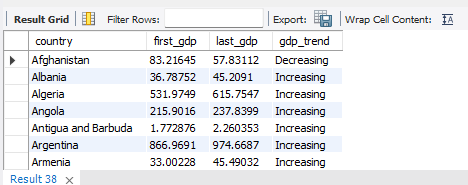 Result Grid Filter Rows: Export: Wrap Cell Content:
country first_gdp last_gdp gdp_trend
Afghanistan 83.21645 57.83112 Decreasing
Albania 36.78752 45.2091 Increasing
Algeria 531.9749 615.7547 Increasing
Angola 215.9016 237.8399 Increasing
Antigua and Barbuda 1.772876 2.260353 Increasing
Argentina 866.9691 974.6687 Increasing
Armenia 33.00228 45.49032 Increasing
Result 38 ×